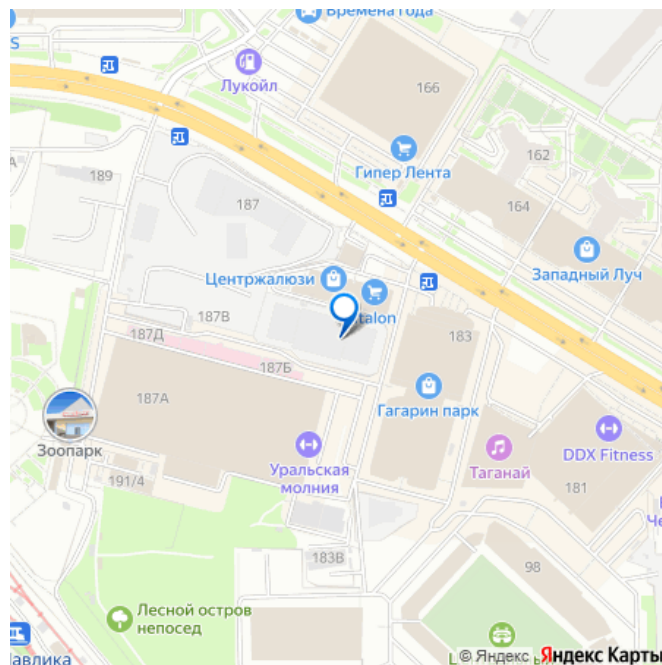 Времена года
S
Лукойл
166
Гипер Лента
162
189
187
164
Центржалюзи
Западный Луч
187В
talon
187Д
183
187Б
187А
Гагарин парк
Зоопарк
Уральская
молния
Таганай
DDX Fitness
191/4
181
183В
98
Лесной остров
непосед
© Яндекс Яндекс Карты